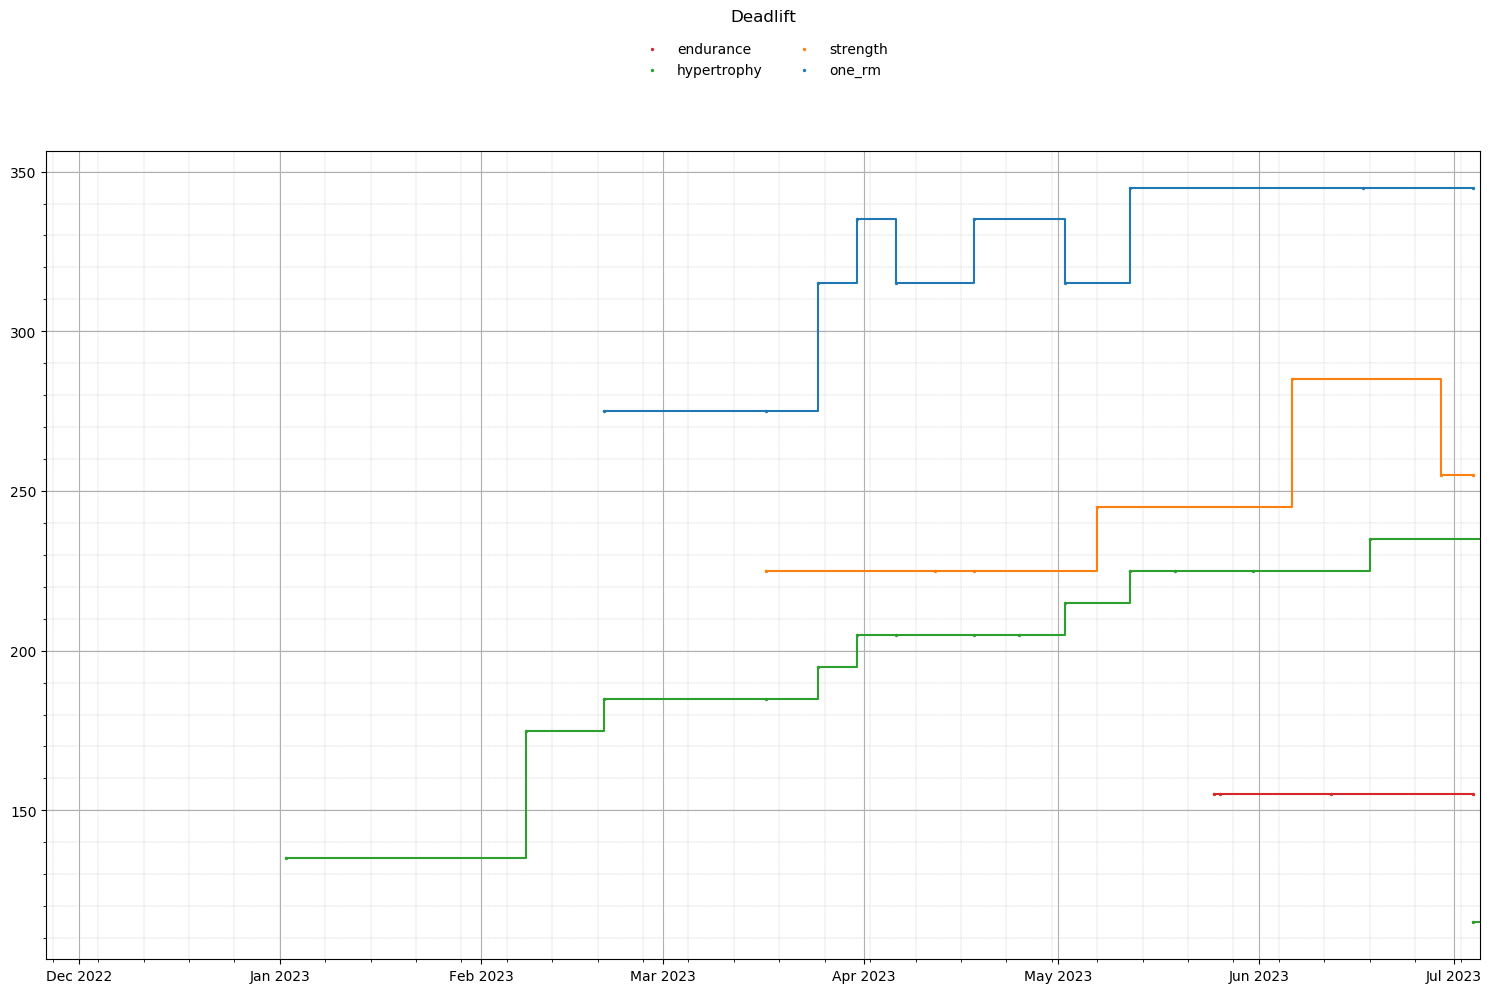 Deadlift
endurance strength
hypertrophy one_rm
350
300
250
200
150
Dec 2022 Jan 2023 Feb 2023 Mar 2023 Apr 2023 May 2023 Jun 2023 Jul 2023